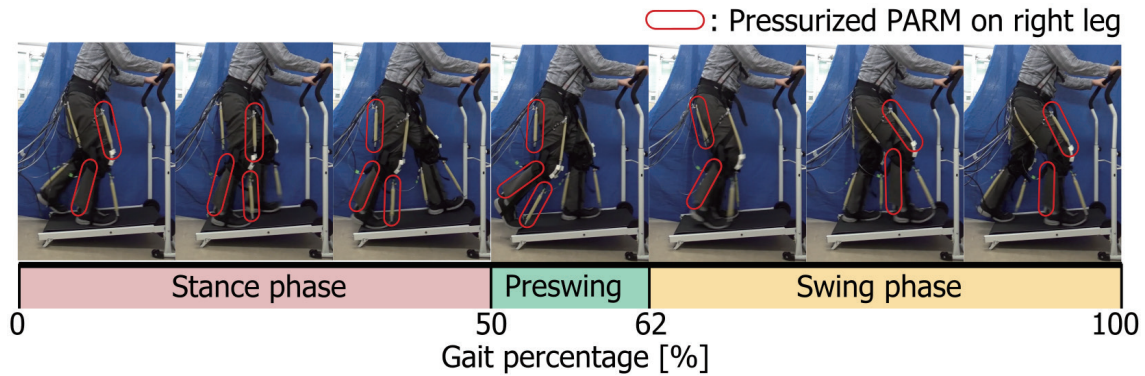 : Pressurized PARM on right leg
Stance phase
Preswing
Swing phase
0
50
62
100
Gait percentage [%]